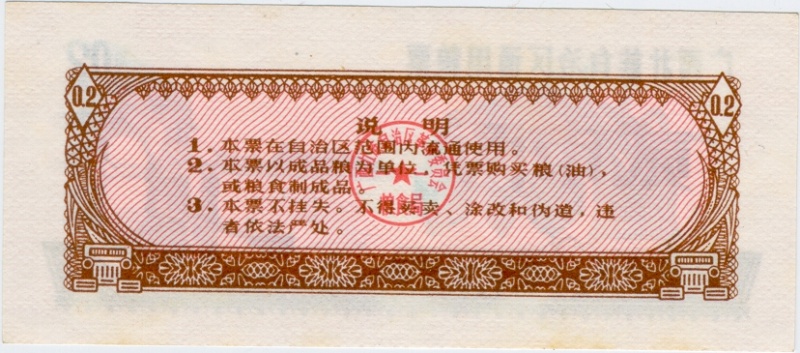 0.2
0.2
说 明
1. 本票在自治区范围内流通使用。
2. 本票以成品粮为单位，凭票购买粮(油)，
或粮食制成品
3. 本票不挂失。不得买卖、涂改和伪造，违
者依法严处。
粮食局